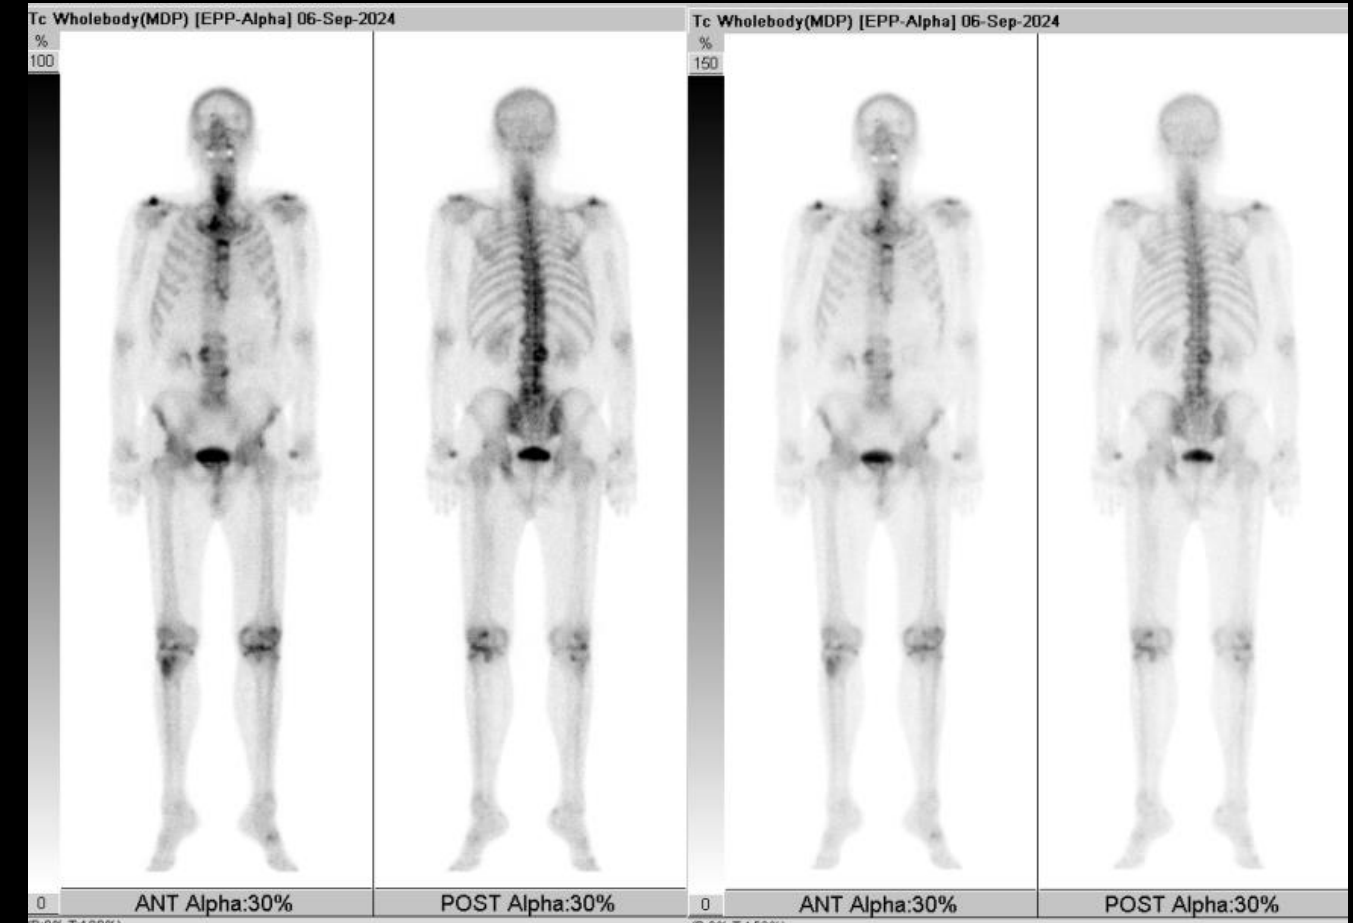 Tc Wholebody(MDP) [EPP-Alpha] 06-Sep-2024
%
100
0
ANT Alpha:30%
POST Alpha:30%
Tc Wholebody(MDP) [EPP-Alpha] 06-Sep-2024
%
150
0
ANT Alpha:30%
POST Alpha:30%